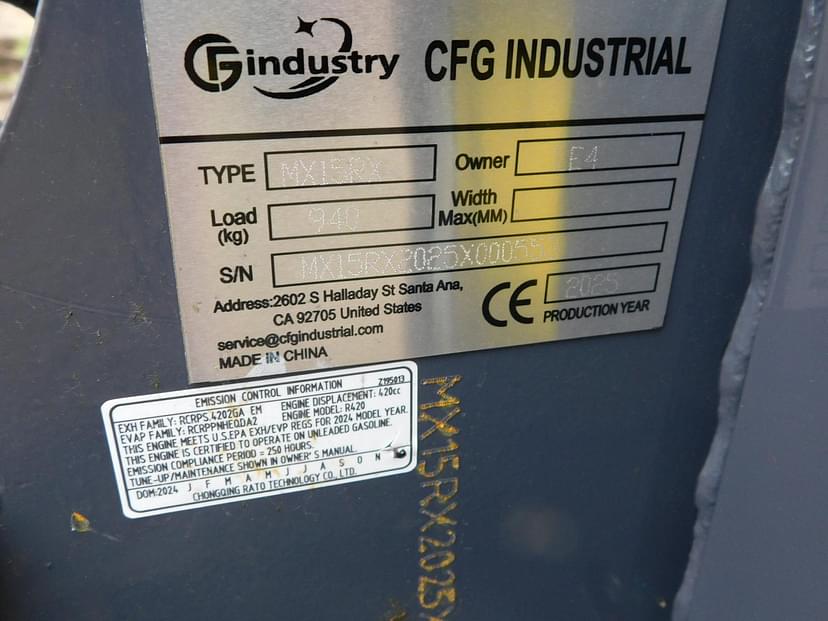 CFG industry CFG INDUSTRIAL
TYPE MX15RX Owner E4
Load (kg) 940 Width Max(MM)
S/N MX15RX2025X00055
Address:2602 S Halladay St Santa Ana,
CA 92705 United States
service@cfgindustrial.com
MADE IN CHINA
CE 2025
PRODUCTION YEAR
EMISSION CONTROL INFORMATION Z195013
EXH FAMILY: RCRPS.4202GA EM ENGINE DISPLACEMENT: 420cc
EVAP FAMILY: RCRPPNHEQDA2 ENGINE MODEL: R420
THIS ENGINE MEETS U.S.EPA EXH/EVP REGS FOR 2024 MODEL YEAR.
THIS ENGINE IS CERTIFIED TO OPERATE ON UNLEADED GASOLINE.
EMISSION COMPLIANCE PERIOD = 250 HOURS.
TUNE-UP/MAINTENANCE SHOWN IN OWNER'S MANUAL.
DOM:2024 J F M A M J J A S O N
CHONGQING RATO TECHNOLOGY CO., LTD.
MX15RX2025X